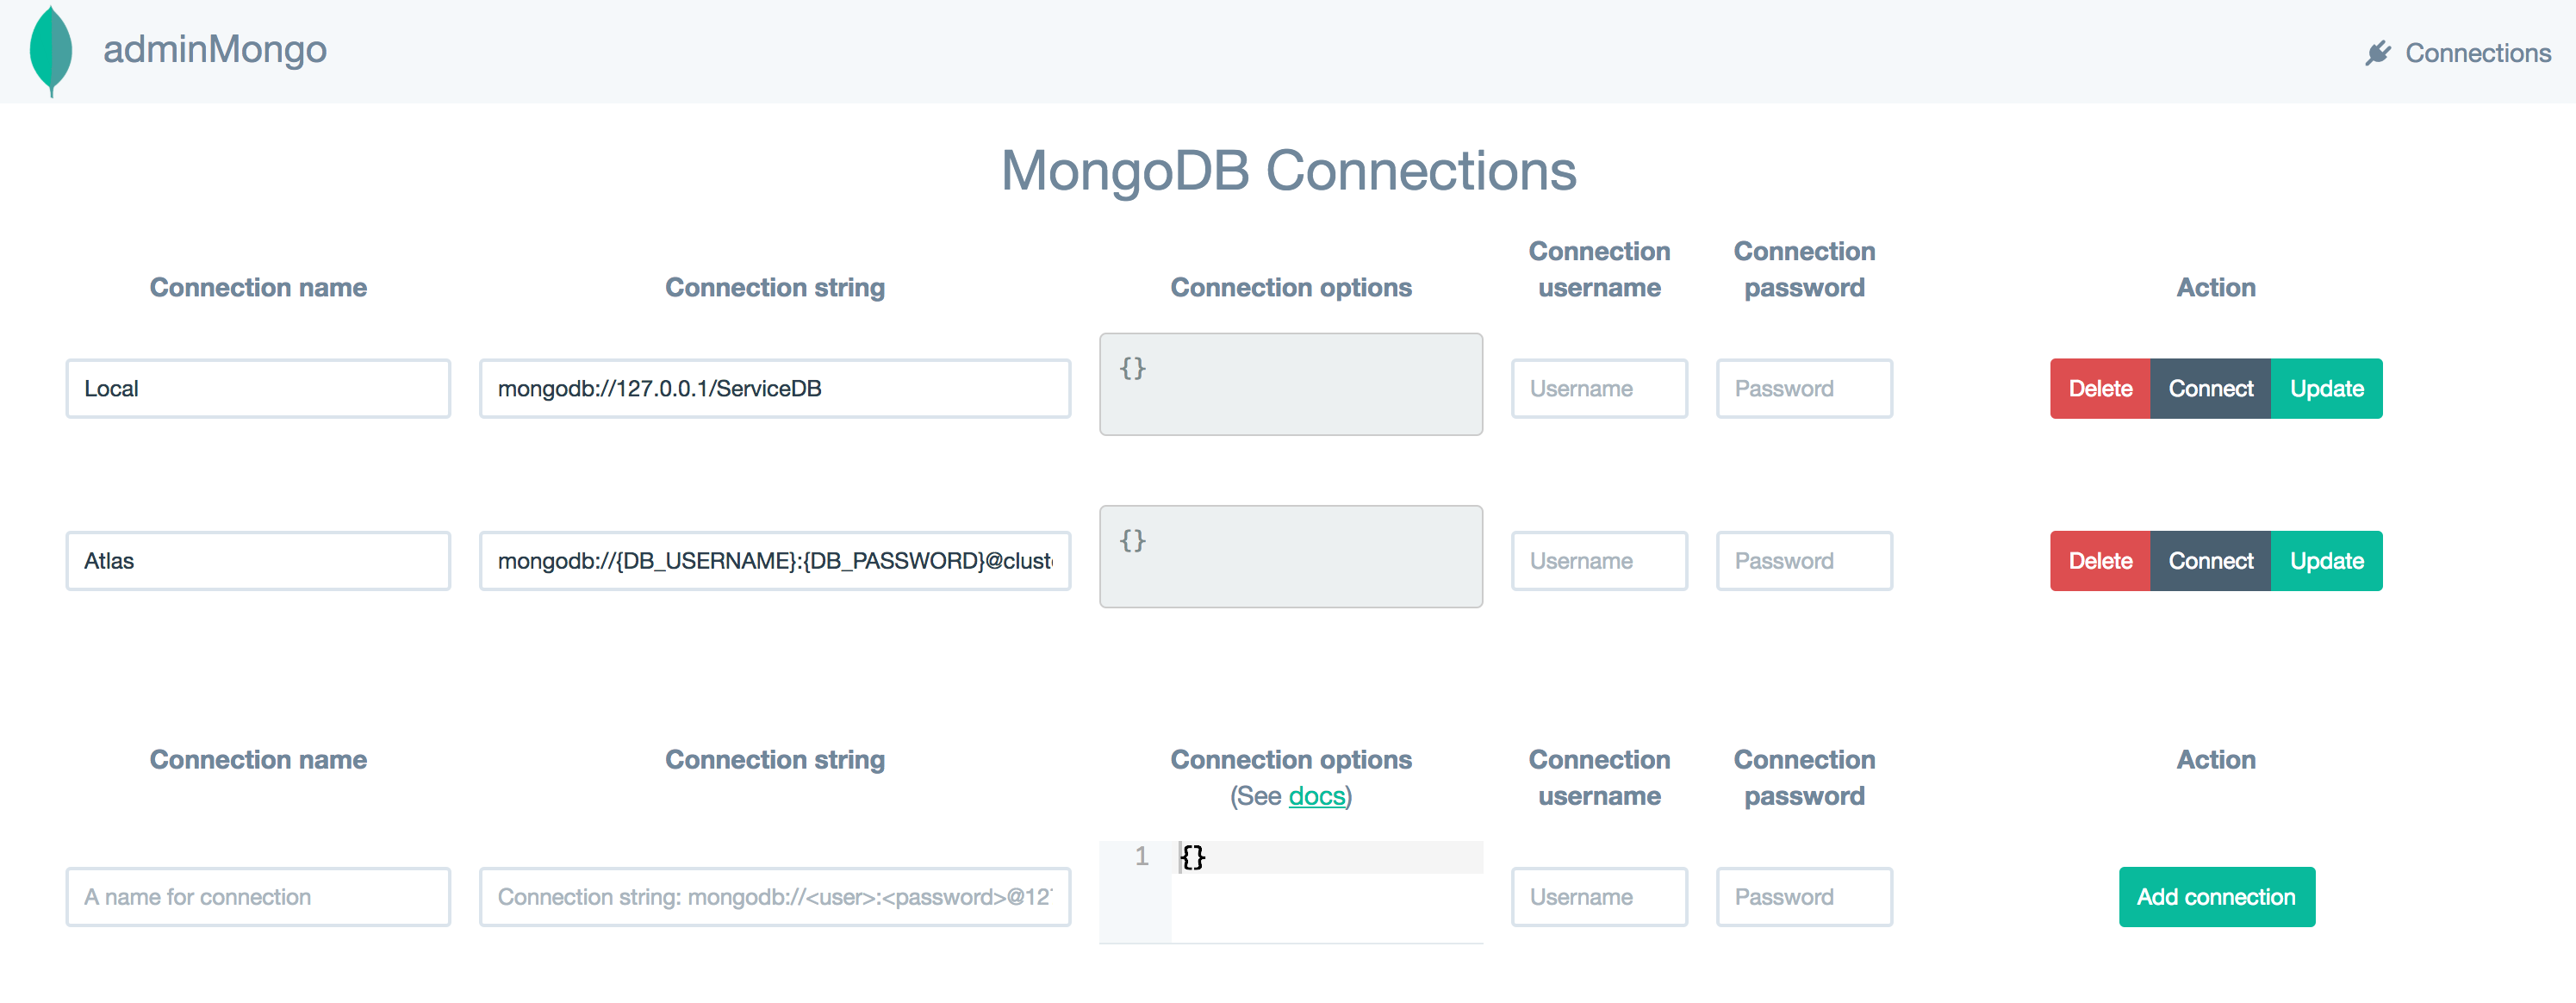 adminMongo
Connections
MongoDB Connections
Connection name
Connection string
Connection options
Connection username
Connection password
Action
Local
mongodb://127.0.0.1/ServiceDB
{}
Username
Password
Delete
Connect
Update
Atlas
mongodb://{DB_USERNAME}:{DB_PASSWORD}@cluste
{}
Username
Password
Delete
Connect
Update
Connection name
Connection string
Connection options
(See docs)
Connection username
Connection password
Action
A name for connection
Connection string: mongodb://<user>:<password>@127
1
{}
Username
Password
Add connection